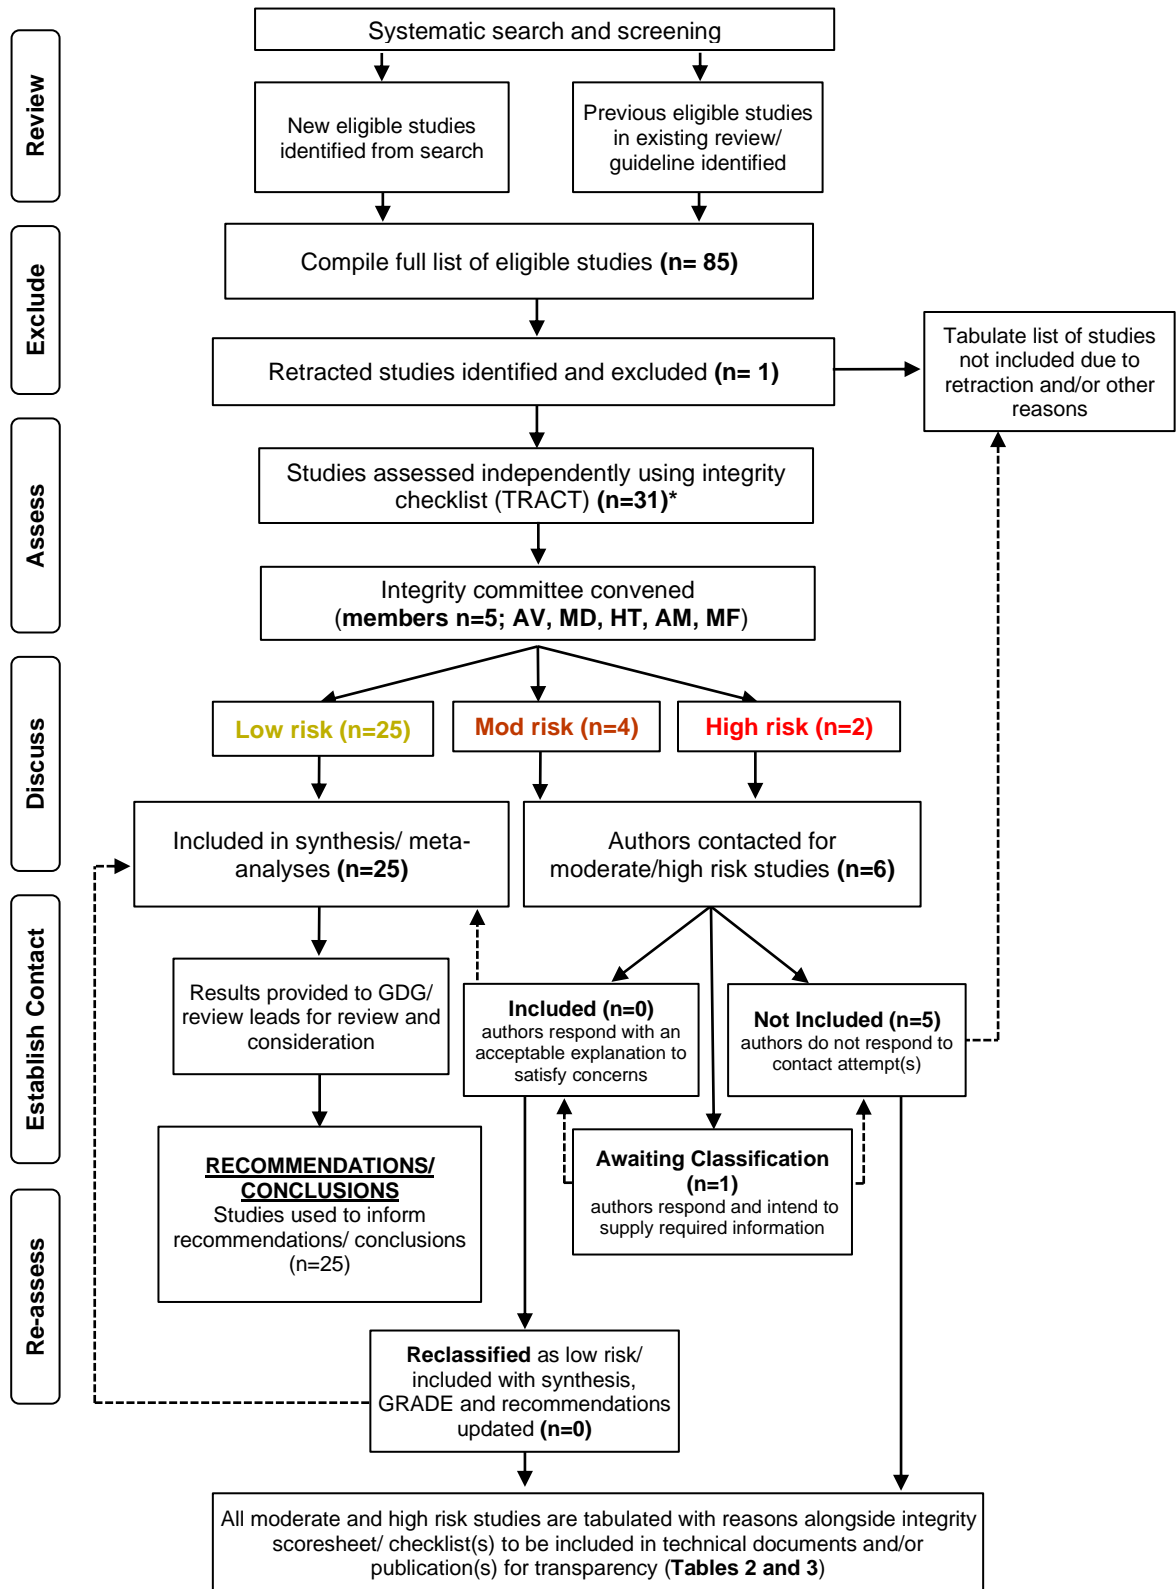 Systematic search and screening
Review
New eligible studies
identified from search
Previous eligible studies
in existing review/
guideline identified
Exclude
Compile full list of eligible studies (n= 85)
Retracted studies identified and excluded (n= 1)
Tabulate list of studies
not included due to
retraction and/or other
reasons
Assess
Studies assessed independently using integrity
checklist (TRACT) (n=31)*
Integrity committee convened
(members n=5; AV, MD, HT, AM, MF)
Discuss
Low risk (n=25)
Mod risk (n=4)
High risk (n=2)
Included in synthesis/ meta-
analyses (n=25)
Authors contacted for
moderate/high risk studies (n=6)
Establish Contact
Results provided to GDG/
review leads for review and
consideration
Included (n=0)
authors respond with an
acceptable explanation to
satisfy concerns
Not Included (n=5)
authors do not respond to
contact attempt(s)
Awaiting Classification
(n=1)
authors respond and intend to
supply required information
RECOMMENDATIONS/
CONCLUSIONS
Studies used to inform
recommendations/ conclusions
(n=25)
Re-assess
Reclassified as low risk/
included with synthesis,
GRADE and recommendations
updated (n=0)
All moderate and high risk studies are tabulated with reasons alongside integrity
scoresheet/ checklist(s) to be included in technical documents and/or
publication(s) for transparency (Tables 2 and 3)